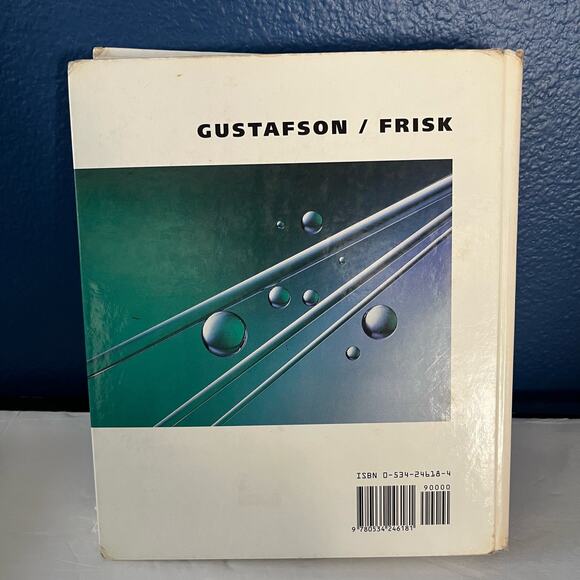 GUSTAFSON / FRISK
ISBN 0-534-24618-4
90000
9 780534 246181